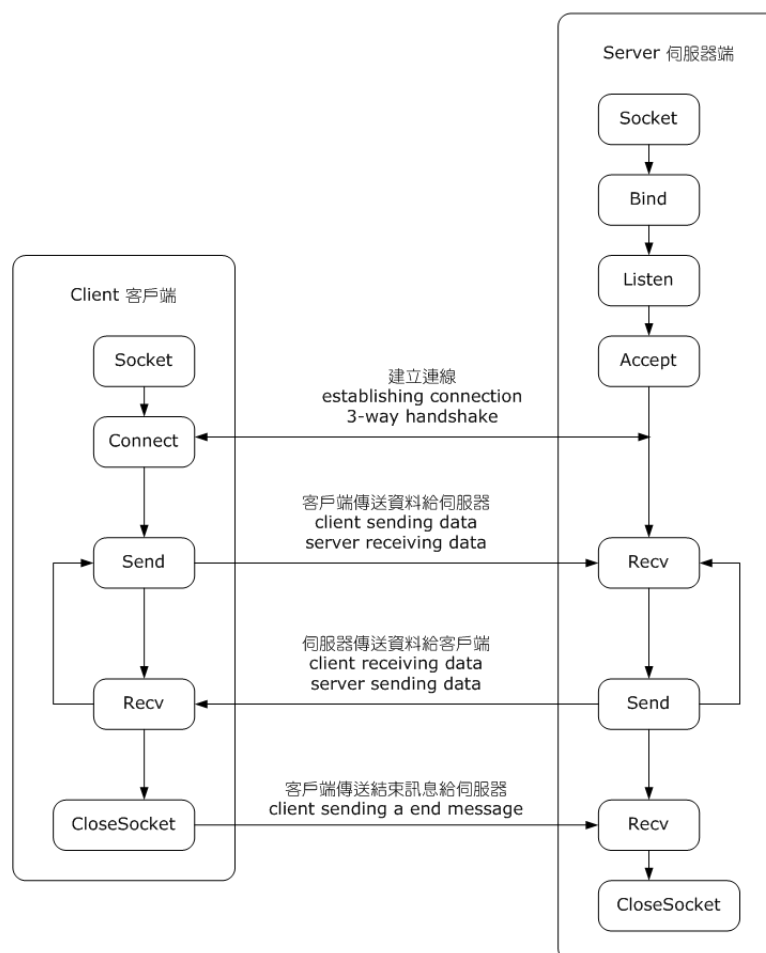 Server 伺服器端
Socket
Bind
Listen
Accept
Client 客戶端
Socket
Connect
建立連線
establishing connection
3-way handshake
客戶端傳送資料給伺服器
client sending data
server receiving data
Send
Recv
伺服器傳送資料給客戶端
client receiving data
server sending data
Recv
Send
客戶端傳送結束訊息給伺服器
client sending a end message
CloseSocket
Recv
CloseSocket